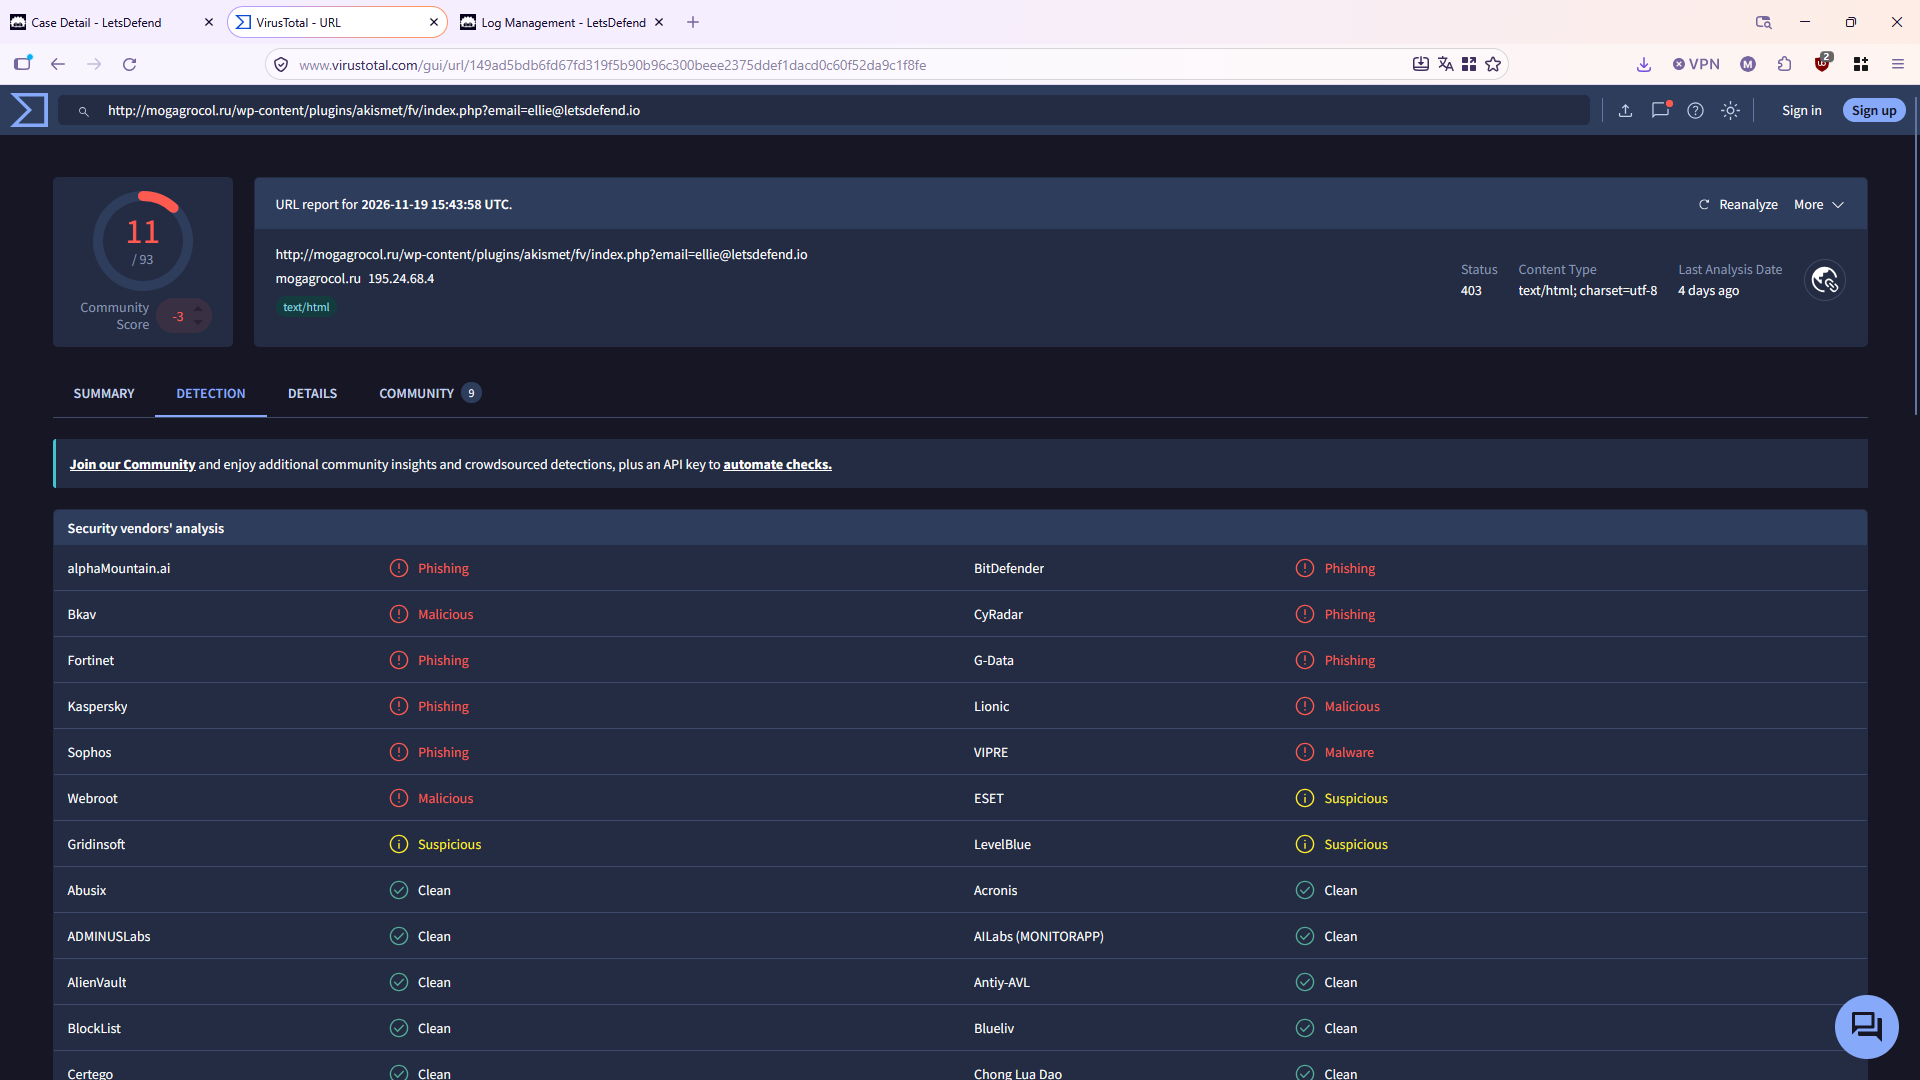 Case Detail - LetsDefend
VirusTotal - URL
Log Management - LetsDefend
www.virustotal.com/gui/url/149ad5bdb6fd67fd319f5b90b96c300beee2375ddef1dacd0c60f52da9c1f8fe
VPN
M
2
http://mogagrocol.ru/wp-content/plugins/akismet/fv/index.php?email=ellie@letsdefend.io
Sign in
Sign up
11
/ 93
Community Score
-3
URL report for 2026-11-19 15:43:58 UTC.
Reanalyze
More
http://mogagrocol.ru/wp-content/plugins/akismet/fv/index.php?email=ellie@letsdefend.io
mogagrocol.ru 195.24.68.4
text/html
Status
403
Content Type
text/html; charset=utf-8
Last Analysis Date
4 days ago
SUMMARY
DETECTION
DETAILS
COMMUNITY 9
Join our Community and enjoy additional community insights and crowdsourced detections, plus an API key to automate checks.
Security vendors' analysis
alphaMountain.ai Phishing BitDefender Phishing
Bkav Malicious CyRadar Phishing
Fortinet Phishing G-Data Phishing
Kaspersky Phishing Lionic Malicious
Sophos Phishing VIPRE Malware
Webroot Malicious ESET Suspicious
Gridinsoft Suspicious LevelBlue Suspicious
Abusix Clean Acronis Clean
ADMINUSLabs Clean AILabs (MONITORAPP) Clean
AlienVault Clean Antiy-AVL Clean
BlockList Clean Blueliv Clean
Certego Clean Chong Lua Dao Clean